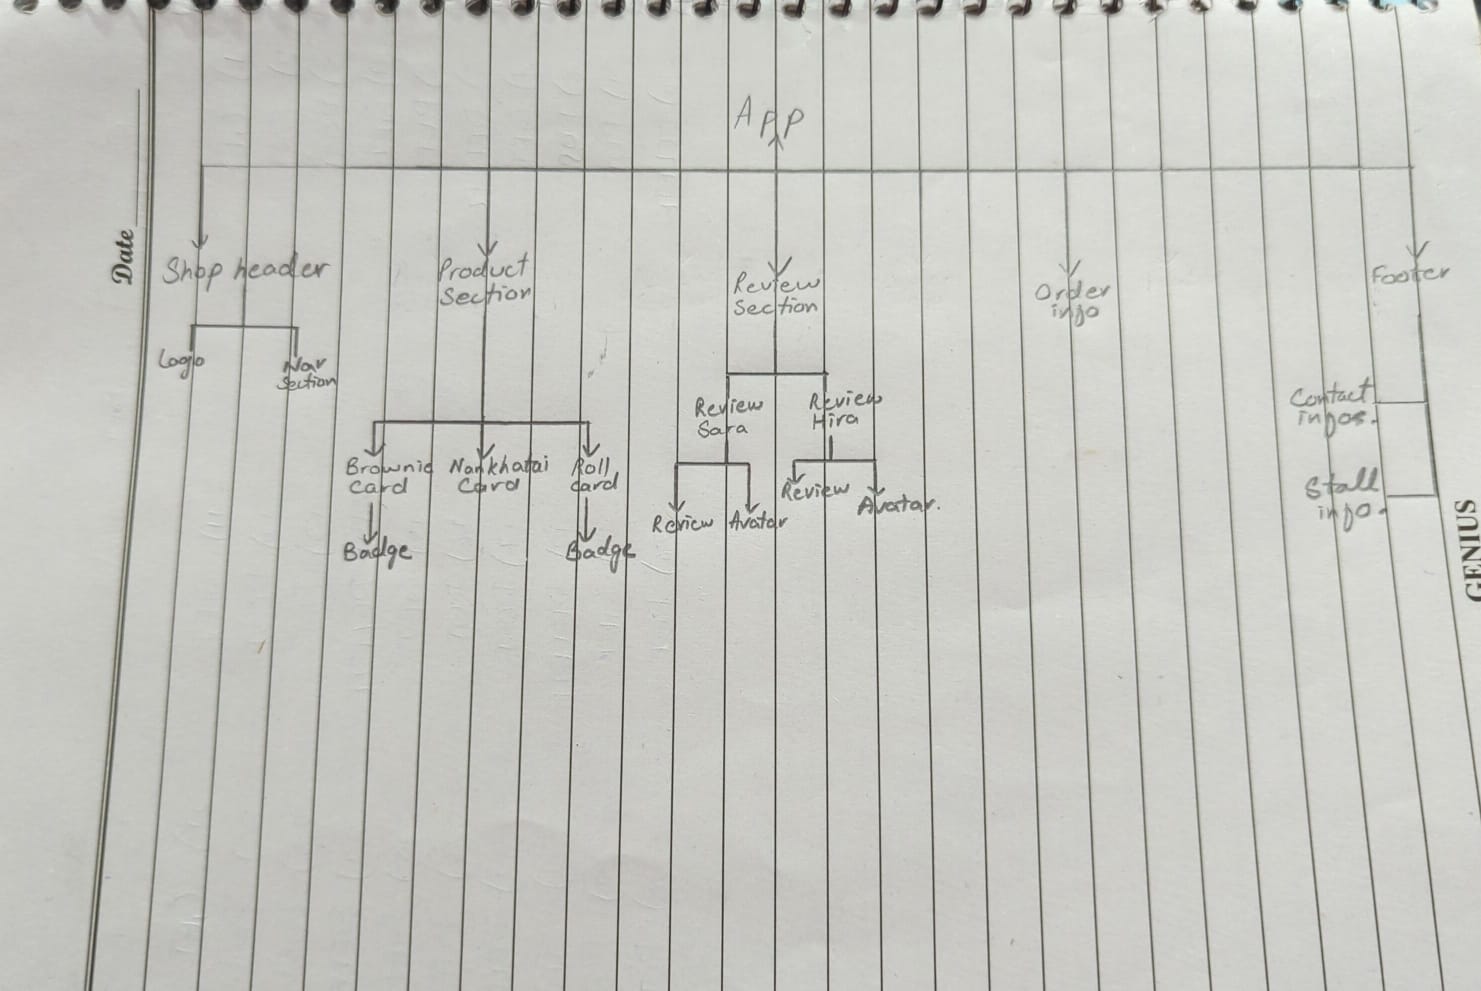 App
Date
Shop header
Product
Section
Review
Section
Order
info
Footer
Logo
Nav
Section
Contact
infos.
Stall
info.
Review
Sara
Review
Hira
Brownie
Card
Nankhatai
Card
Roll
Card
Badge
Badge
Review
Avatar
Review
Avatar.
GENIUS